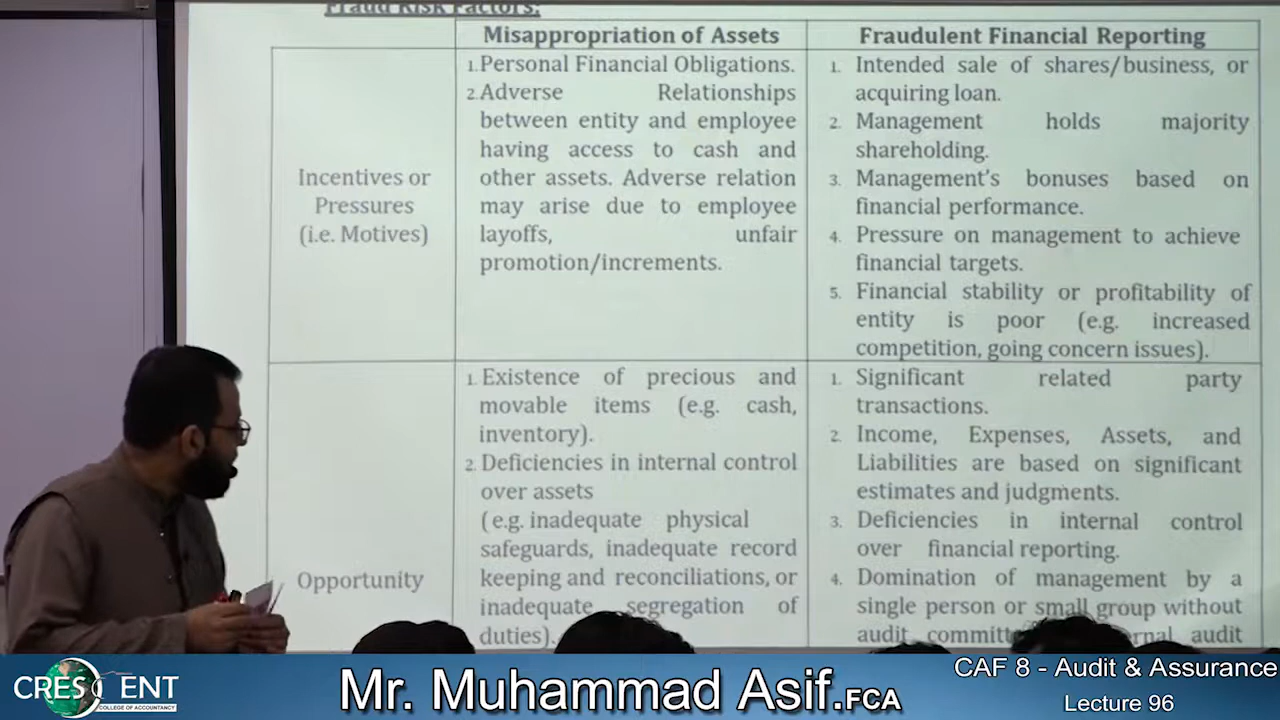 Fraud Risk Factors:
Misappropriation of Assets
Fraudulent Financial Reporting
Incentives or
Pressures
(i.e. Motives)
1. Personal Financial Obligations.
2. Adverse Relationships
between entity and employee
having access to cash and
other assets. Adverse relation
may arise due to employee
layoffs, unfair
promotion/increments.
1. Intended sale of shares/business, or
acquiring loan.
2. Management holds majority
shareholding.
3. Management's bonuses based on
financial performance.
4. Pressure on management to achieve
financial targets.
5. Financial stability or profitability of
entity is poor (e.g. increased
competition, going concern issues).
Opportunity
1. Existence of precious and
movable items (e.g. cash,
inventory).
2. Deficiencies in internal control
over assets
(e.g. inadequate physical
safeguards, inadequate record
keeping and reconciliations, or
inadequate segregation of
duties).
1. Significant related party
transactions.
2. Income, Expenses, Assets, and
Liabilities are based on significant
estimates and judgments.
3. Deficiencies in internal control
over financial reporting.
4. Domination of management by a
single person or small group without
audit audit
CRESCENT
COLLEGE OF ACCOUNTANCY
Mr. Muhammad Asif.FCA
CAF 8 - Audit & Assurance
Lecture 96